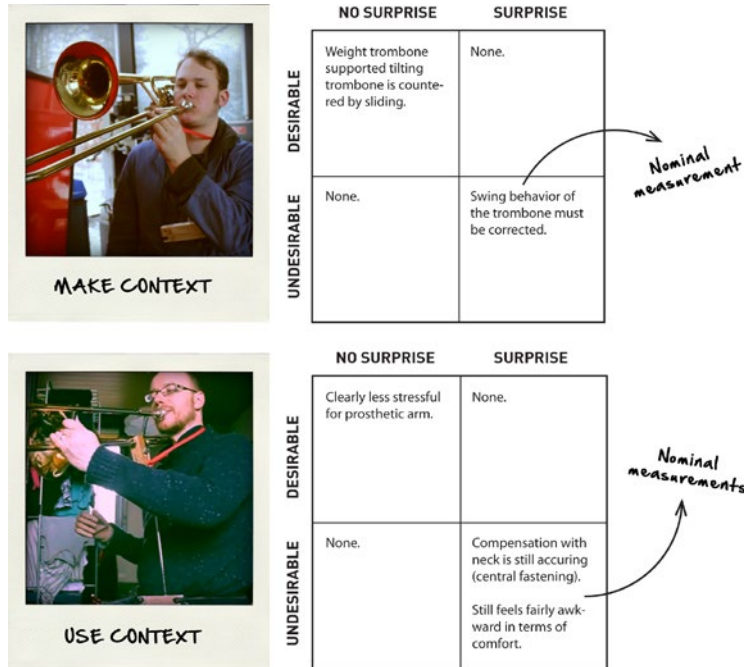 NO SURPRISE SURPRISE
DESIRABLE
Weight trombone
supported tilting
trombone is counte-
red by sliding.
None.
Nominal
measurement
UNDESIRABLE
None.
Swing behavior of
the trombone must
be corrected.
MAKE CONTEXT
NO SURPRISE SURPRISE
DESIRABLE
Clearly less stressful
for prosthetic arm.
None.
Nominal
measurements
UNDESIRABLE
None.
Compensation with
neck is still accuring
(central fastening).
Still feels fairly awk-
ward in terms of
comfort.
USE CONTEXT